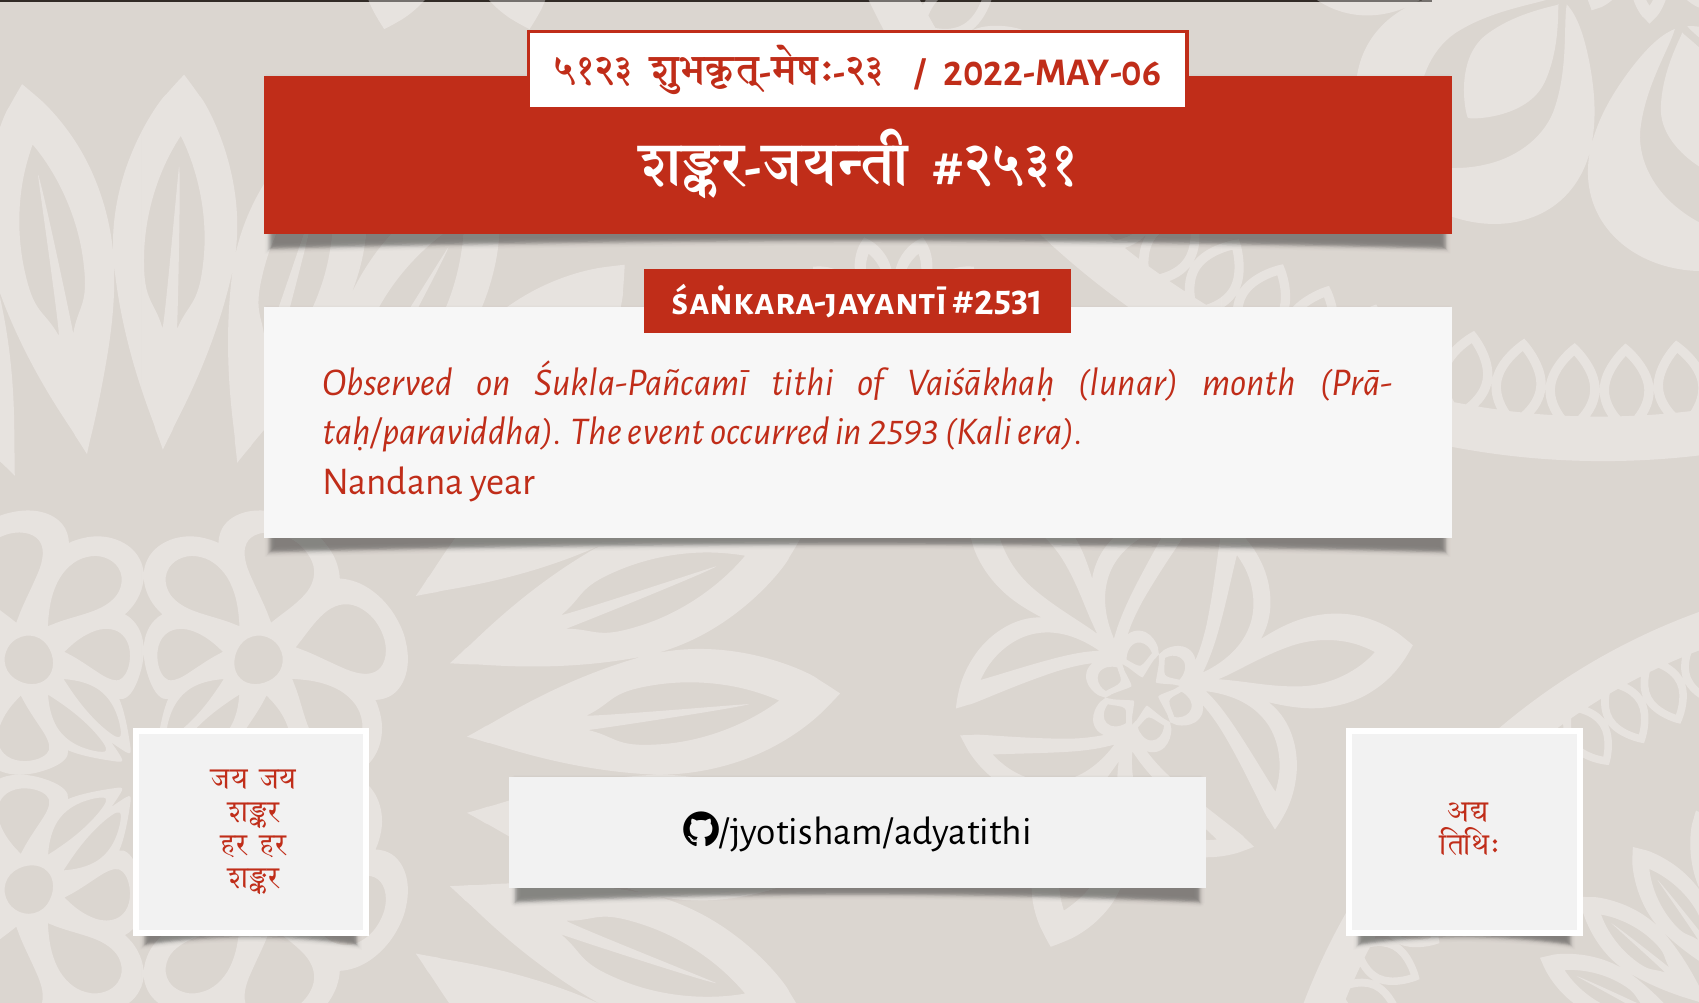 ५१२३ शुभकृत्-मेषः-२३ / 2022-MAY-06
शङ्कर-जयन्ती #२५३१
ŚAṄKARA-JAYANTĪ #2531
Observed on Śukla-Pañcamī tithi of Vaiśākhaḥ (lunar) month (Prā-
taḥ/paraviddha). The event occurred in 2593 (Kali era).
Nandana year
जय जय
शङ्कर
हर हर
शङ्कर
/jyotisham/adyatithi
अद्य
तिथिः